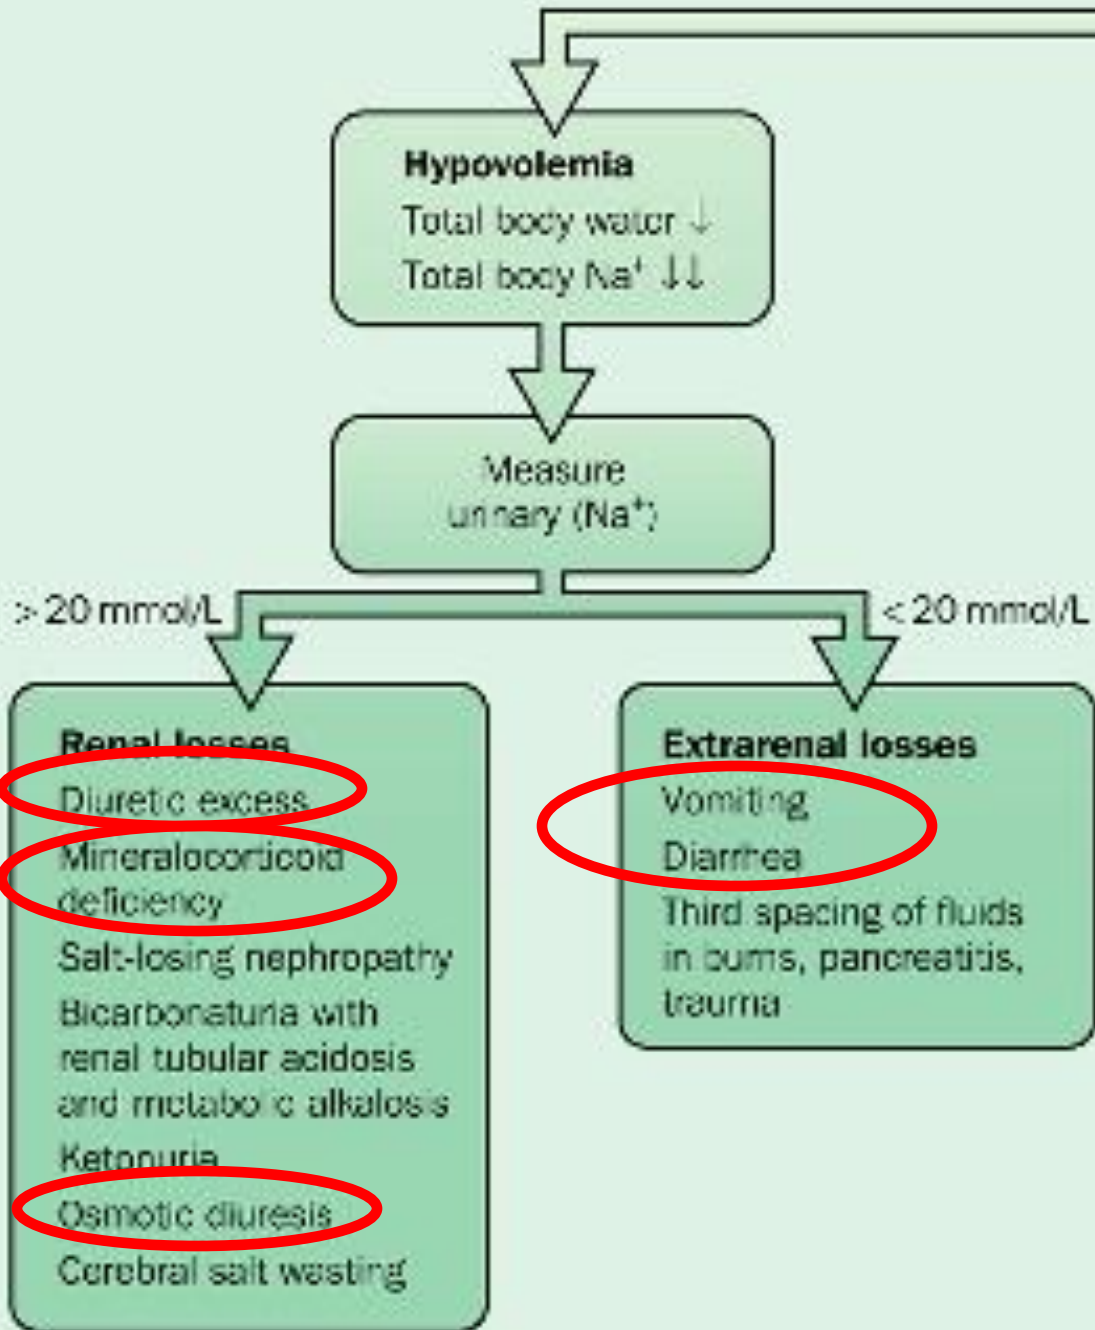 Hypovolemia
Total body water ↓
Total body Na⁺ ↓↓
Measure
urinary (Na⁺)
> 20 mmol/L
< 20 mmol/L
Renal losses
Diuretic excess
Mineralocorticoid
deficiency
Salt-losing nephropathy
Bicarbonaturia with
renal tubular acidosis
and metabolic alkalosis
Ketonuria
Osmotic diuresis
Cerebral salt wasting
Extrarenal losses
Vomiting
Diarrhea
Third spacing of fluids
in burns, pancreatitis,
trauma